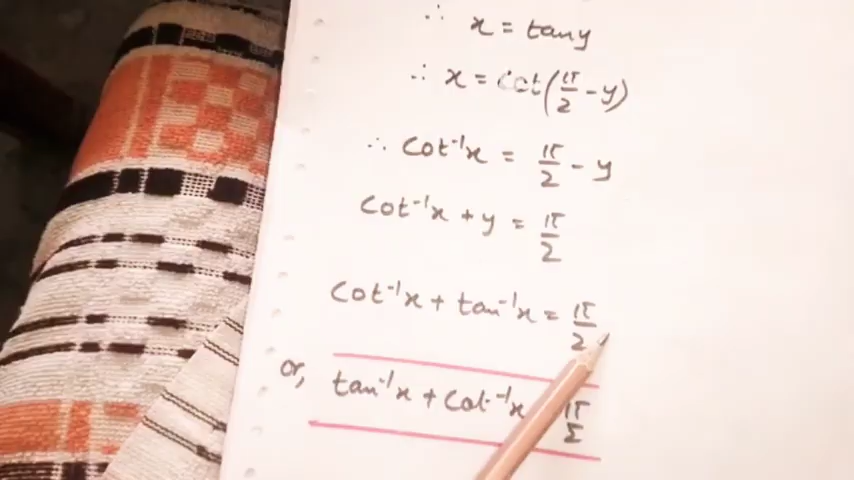 ∴ x = tany
∴ x = Cot(π/2 - y)
∴ Cot⁻¹x = π/2 - y
Cot⁻¹x + y = π/2
Cot⁻¹x + tan⁻¹x = π/2
or, tan⁻¹x + Cot⁻¹x π/2